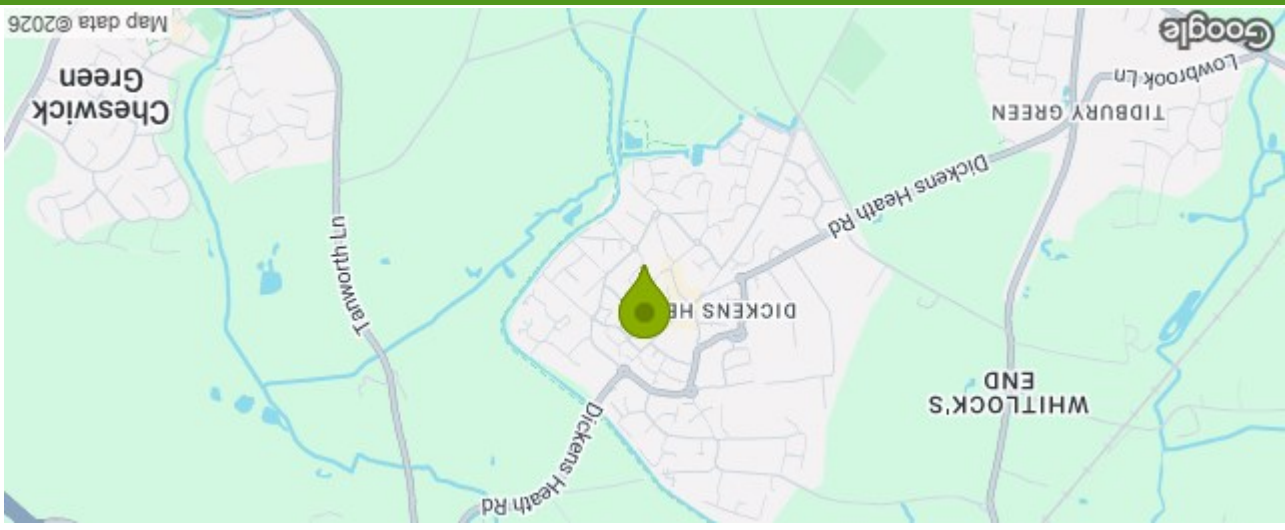 Dickens Heath Rd
WHITLOCK'S
END
DICKENS HE
Tanworth Ln
Dickens Heath Rd
TIDBURY GREEN
Lowbrook Ln
Cheswick
Green
Google
Map data ©2026